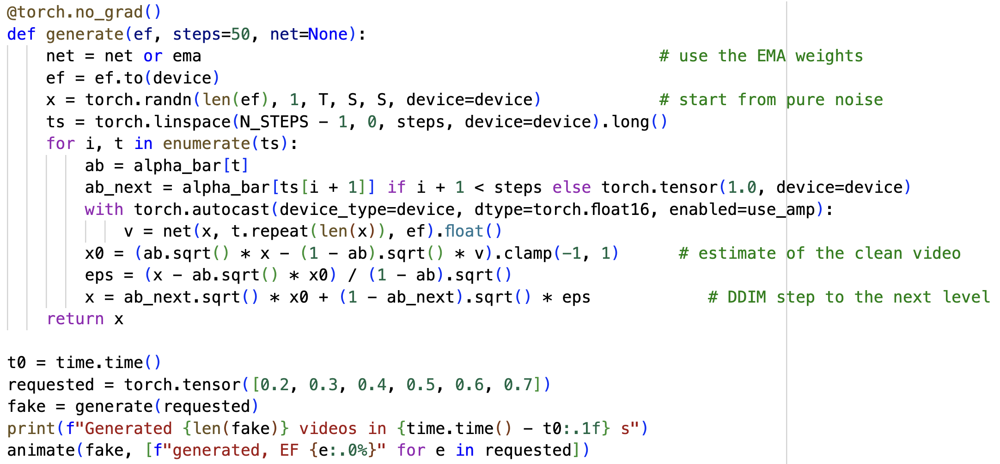 @torch.no_grad()
def generate(ef, steps=50, net=None):
    net = net or ema                                               # use the EMA weights
    ef = ef.to(device)
    x = torch.randn(len(ef), 1, T, S, S, device=device)            # start from pure noise
    ts = torch.linspace(N_STEPS - 1, 0, steps, device=device).long()
    for i, t in enumerate(ts):
        ab = alpha_bar[t]
        ab_next = alpha_bar[ts[i + 1]] if i + 1 < steps else torch.tensor(1.0, device=device)
        with torch.autocast(device_type=device, dtype=torch.float16, enabled=use_amp):
            v = net(x, t.repeat(len(x)), ef).float()
        x0 = (ab.sqrt() * x - (1 - ab).sqrt() * v).clamp(-1, 1)      # estimate of the clean video
        eps = (x - ab.sqrt() * x0) / (1 - ab).sqrt()
        x = ab_next.sqrt() * x0 + (1 - ab_next).sqrt() * eps            # DDIM step to the next level
    return x

t0 = time.time()
requested = torch.tensor([0.2, 0.3, 0.4, 0.5, 0.6, 0.7])
fake = generate(requested)
print(f"Generated {len(fake)} videos in {time.time() - t0:.1f} s")
animate(fake, [f"generated, EF {e:.0%}" for e in requested])